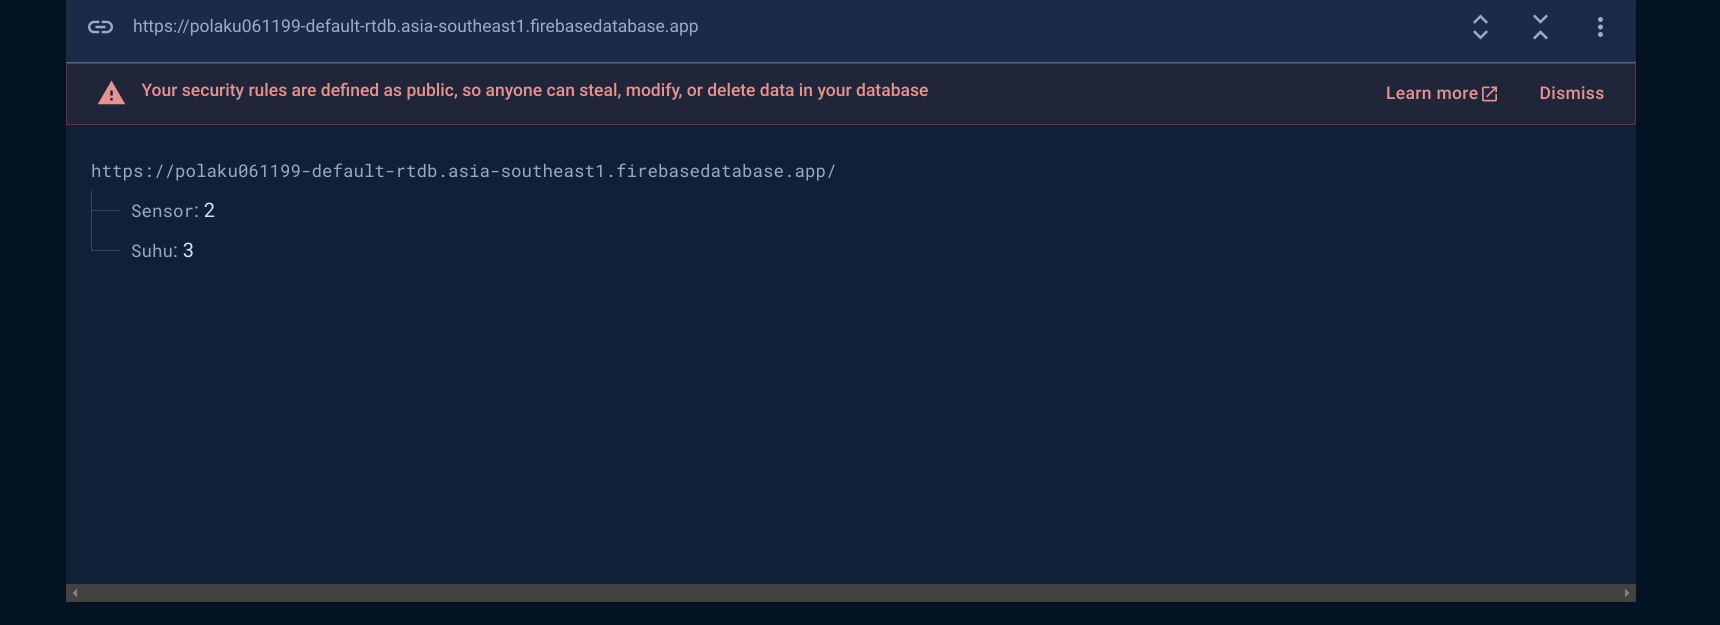 https://polaku061199-default-rtdb.asia-southeast1.firebasedatabase.app
Your security rules are defined as public, so anyone can steal, modify, or delete data in your database
Learn more
Dismiss
https://polaku061199-default-rtdb.asia-southeast1.firebasedatabase.app/
Sensor: 2
Suhu: 3